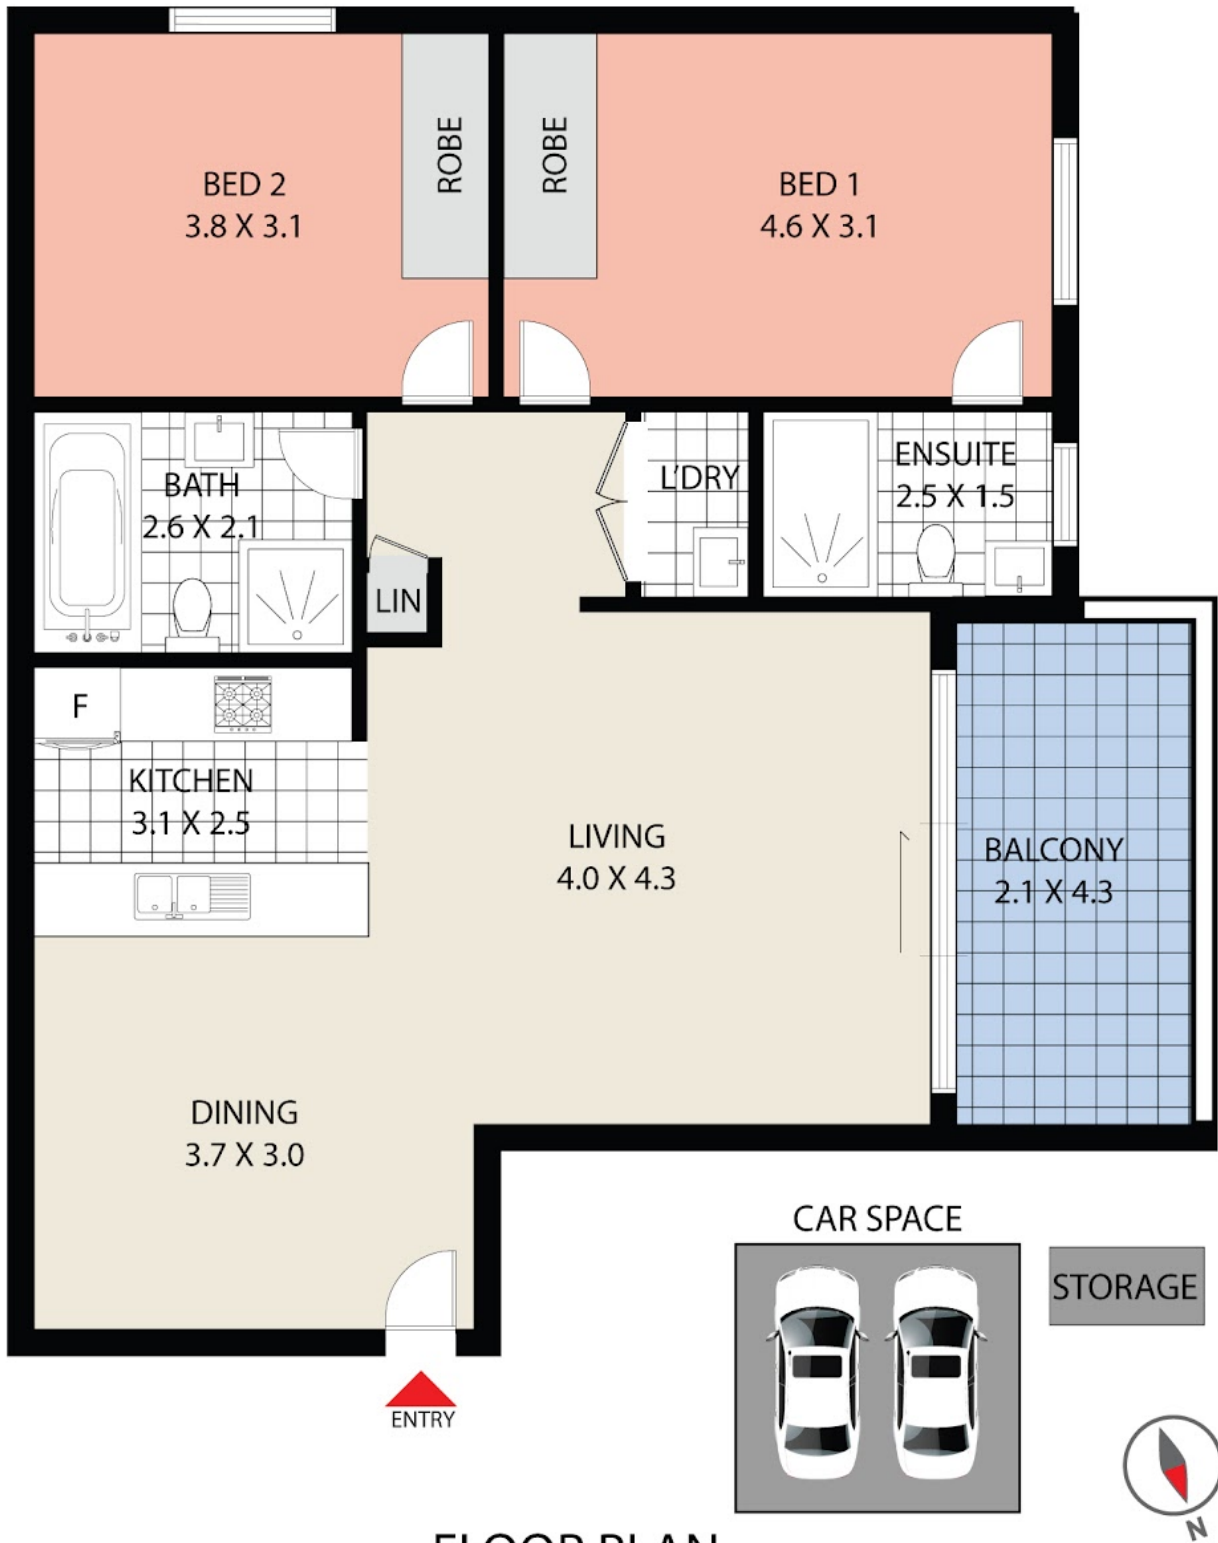 BED 2
3.8 X 3.1
ROBE
ROBE
BED 1
4.6 X 3.1
BATH
2.6 X 2.1
LIN
L'DRY
ENSUITE
2.5 X 1.5
F
KITCHEN
3.1 X 2.5
LIVING
4.0 X 4.3
BALCONY
2.1 X 4.3
DINING
3.7 X 3.0
ENTRY
CAR SPACE
STORAGE
N
FLOOR PLAN